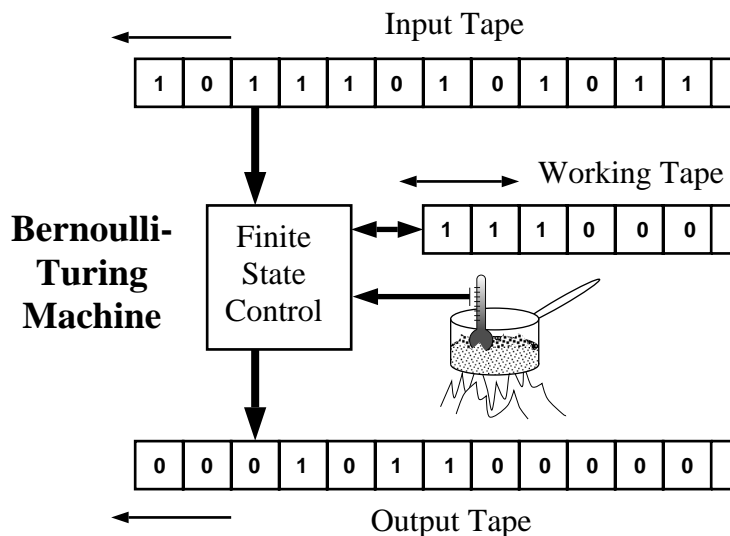 Input Tape
1 0 1 1 1 0 1 0 1 0 1 1
Working Tape
1 1 1 0 0 0
Bernoulli-
Turing
Machine
Finite
State
Control
0 0 0 1 0 1 1 0 0 0 0 0
Output Tape